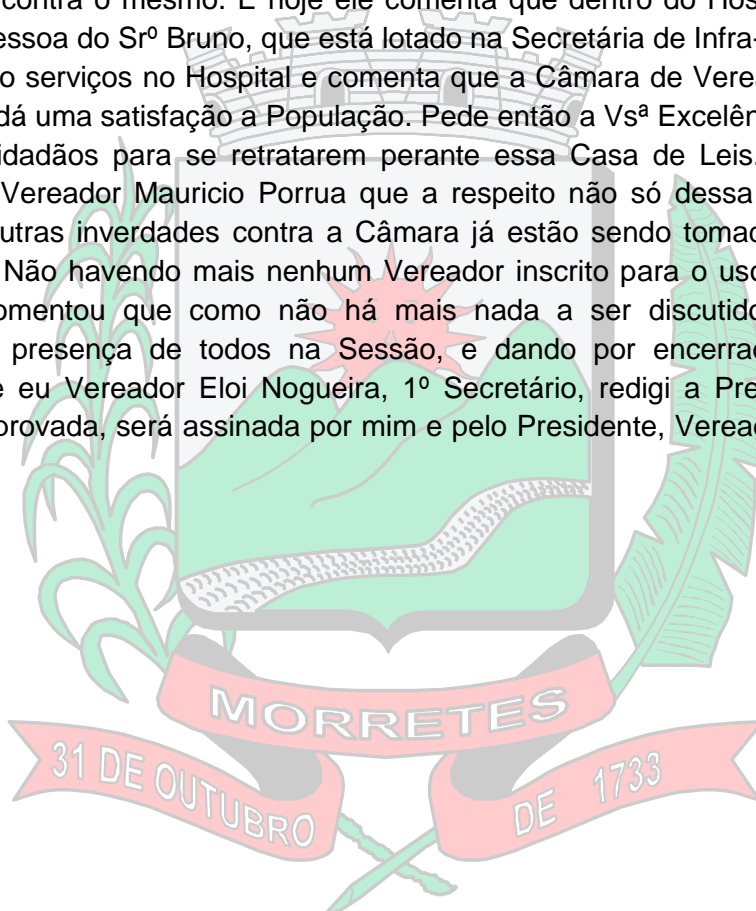 contra o mesmo. E hoje ele comenta que dentro do Hos
essoa do Srº Bruno, que está lotado na Secretária de Infra-
o serviços no Hospital e comenta que a Câmara de Verea
dá uma satisfação a População. Pede então a Vsª Excelên
idadãos para se retratarem perante essa Casa de Leis.
Vereador Mauricio Porrua que a respeito não só dessa
utras inverdades contra a Câmara já estão sendo tomad
Não havendo mais nenhum Vereador inscrito para o uso
omentou que como não há mais nada a ser discutido
presença de todos na Sessão, e dando por encerrad
e eu Vereador Eloi Nogueira, 1º Secretário, redigi a Pre
provada, será assinada por mim e pelo Presidente, Veread
MORRETES
31 DE OUTUBRO DE 1733